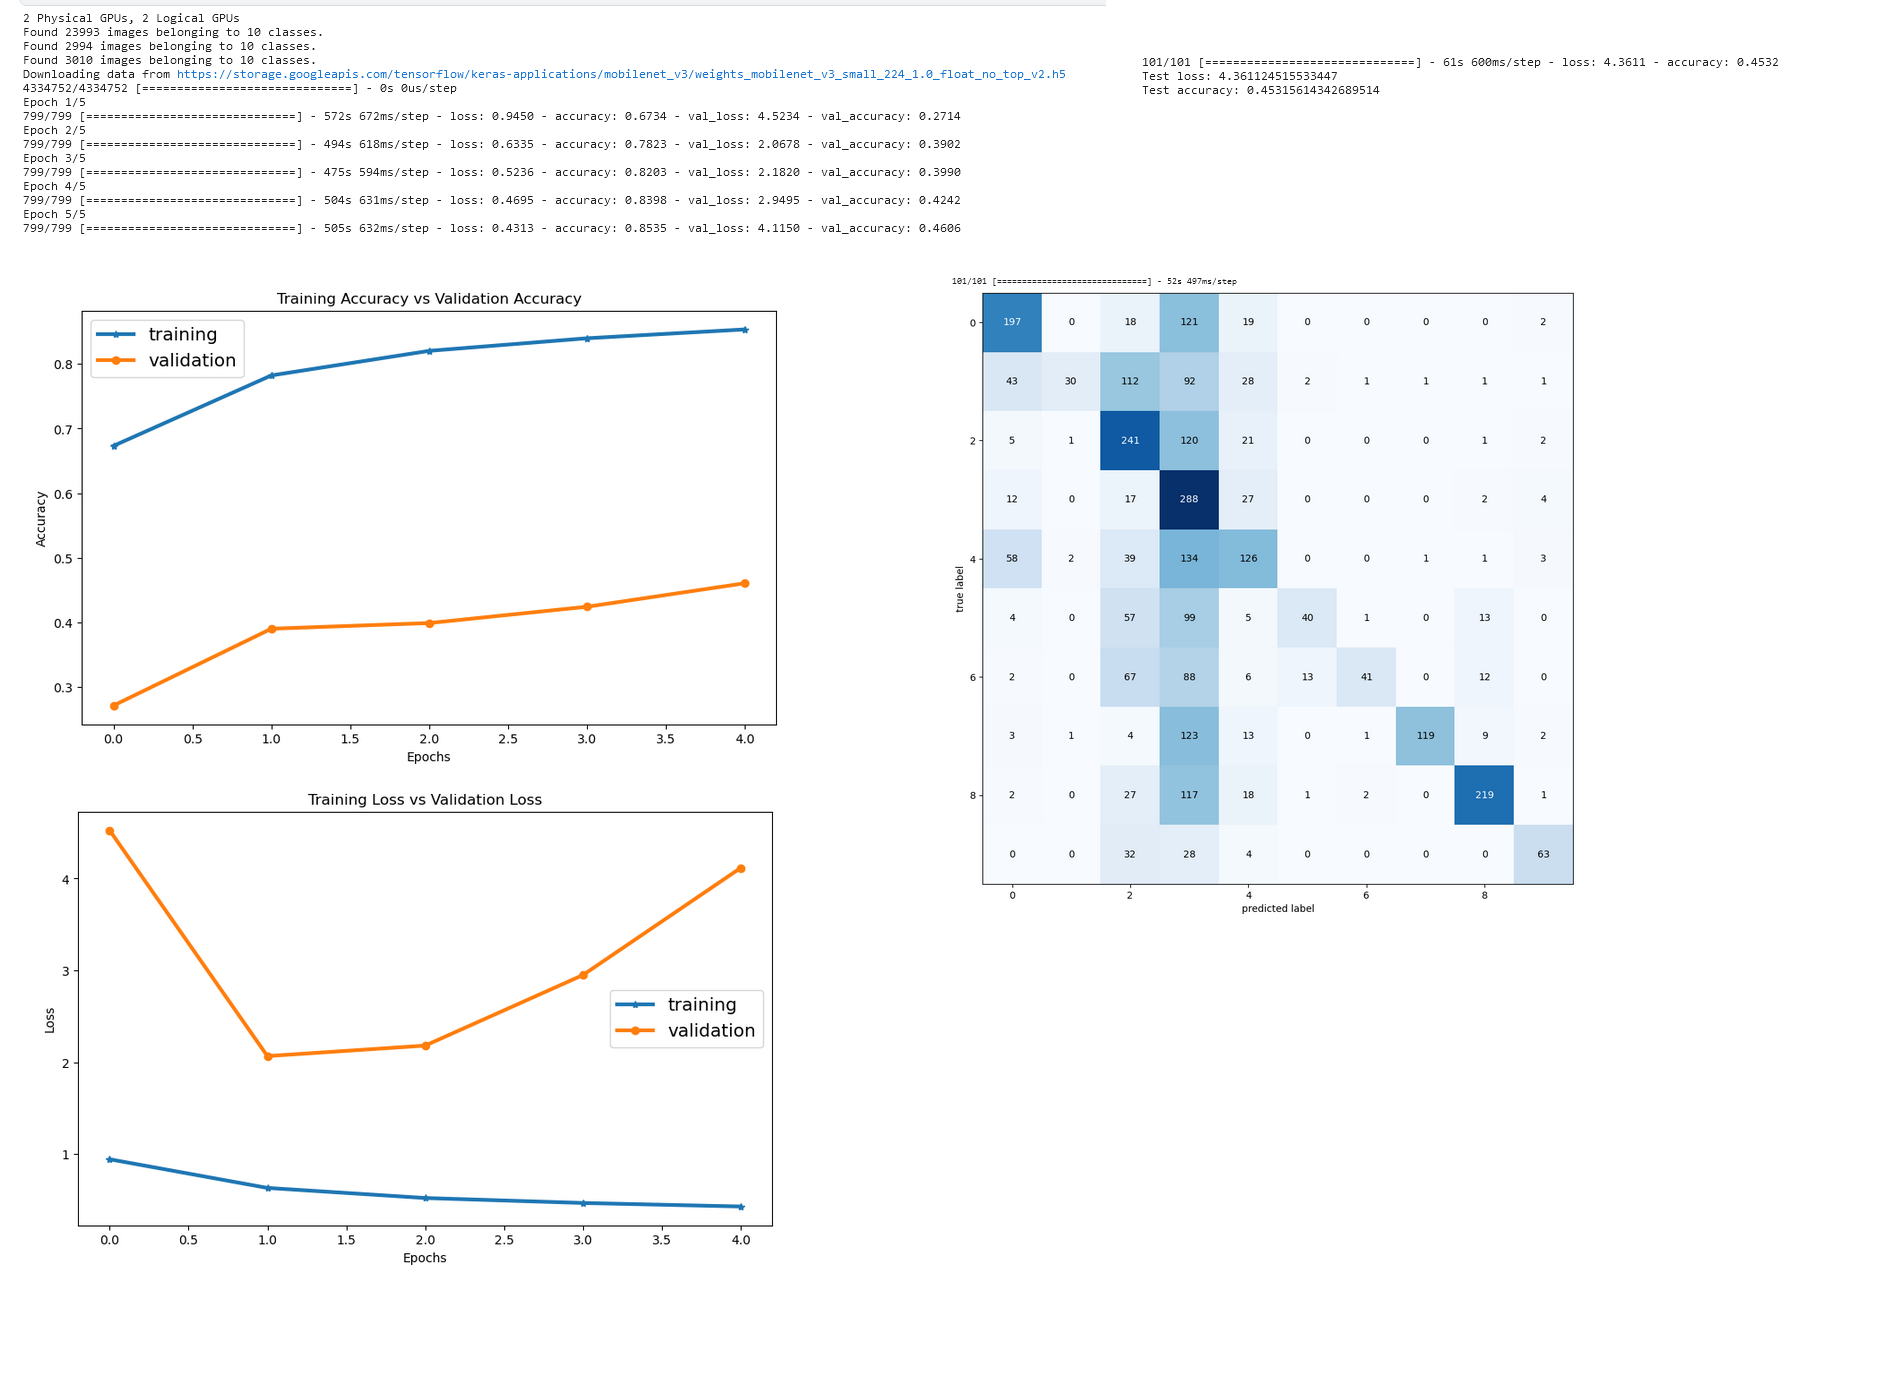 2 Physical GPUs, 2 Logical GPUs
Found 23993 images belonging to 10 classes.
Found 2994 images belonging to 10 classes.
Found 3010 images belonging to 10 classes.
Downloading data from https://storage.googleapis.com/tensorflow/keras-applications/mobilenet_v3/weights_mobilenet_v3_small_224_1.0_float_no_top_v2.h5
4334752/4334752 [==============================] - 0s 0us/step
Epoch 1/5
799/799 [==============================] - 572s 672ms/step - loss: 0.9450 - accuracy: 0.6734 - val_loss: 4.5234 - val_accuracy: 0.2714
Epoch 2/5
799/799 [==============================] - 494s 618ms/step - loss: 0.6335 - accuracy: 0.7823 - val_loss: 2.0678 - val_accuracy: 0.3902
Epoch 3/5
799/799 [==============================] - 475s 594ms/step - loss: 0.5236 - accuracy: 0.8203 - val_loss: 2.1820 - val_accuracy: 0.3990
Epoch 4/5
799/799 [==============================] - 504s 631ms/step - loss: 0.4695 - accuracy: 0.8398 - val_loss: 2.9495 - val_accuracy: 0.4242
Epoch 5/5
799/799 [==============================] - 505s 632ms/step - loss: 0.4313 - accuracy: 0.8535 - val_loss: 4.1150 - val_accuracy: 0.4606
101/101 [==============================] - 61s 600ms/step - loss: 4.3611 - accuracy: 0.4532
Test loss: 4.361124515533447
Test accuracy: 0.45315614342689514
Training Accuracy vs Validation Accuracy
training
validation
Accuracy
0.8
0.7
0.6
0.5
0.4
0.3
0.0 0.5 1.0 1.5 2.0 2.5 3.0 3.5 4.0
Epochs
Training Loss vs Validation Loss
training
validation
Loss
4
3
2
1
0.0 0.5 1.0 1.5 2.0 2.5 3.0 3.5 4.0
Epochs
101/101 [==============================] - 52s 497ms/step
true label
0 197 0 18 121 19 0 0 0 0 2
43 30 112 92 28 2 1 1 1 1
2 5 1 241 120 21 0 0 0 1 2
12 0 17 288 27 0 0 0 2 4
4 58 2 39 134 126 0 0 1 1 3
4 0 57 99 5 40 1 0 13 0
6 2 0 67 88 6 13 41 0 12 0
3 1 4 123 13 0 1 119 9 2
8 2 0 27 117 18 1 2 0 219 1
0 0 32 28 4 0 0 0 0 63
0 2 4 6 8
predicted label